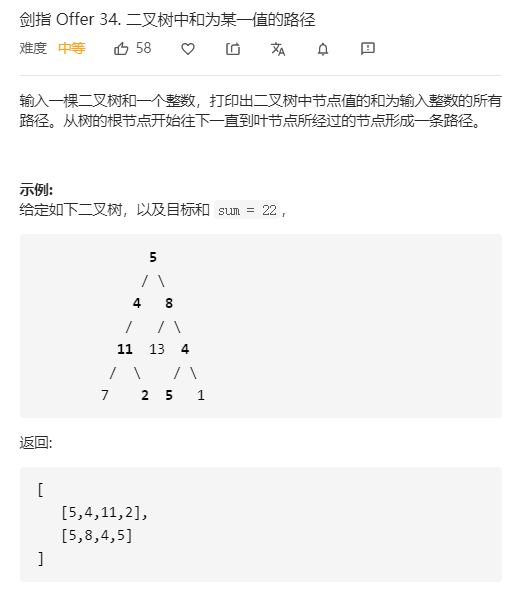 剑指 Offer 34. 二叉树中和为某一值的路径
难度 中等 58
输入一棵二叉树和一个整数，打印出二叉树中节点值的和为输入整数的所有
路径。从树的根节点开始往下一直到叶节点所经过的节点形成一条路径。
示例:
给定如下二叉树，以及目标和 sum = 22，
5
/ \
4 8
/ / \
11 13 4
/ \ / \
7 2 5 1
返回:
[
[5,4,11,2],
[5,8,4,5]
]